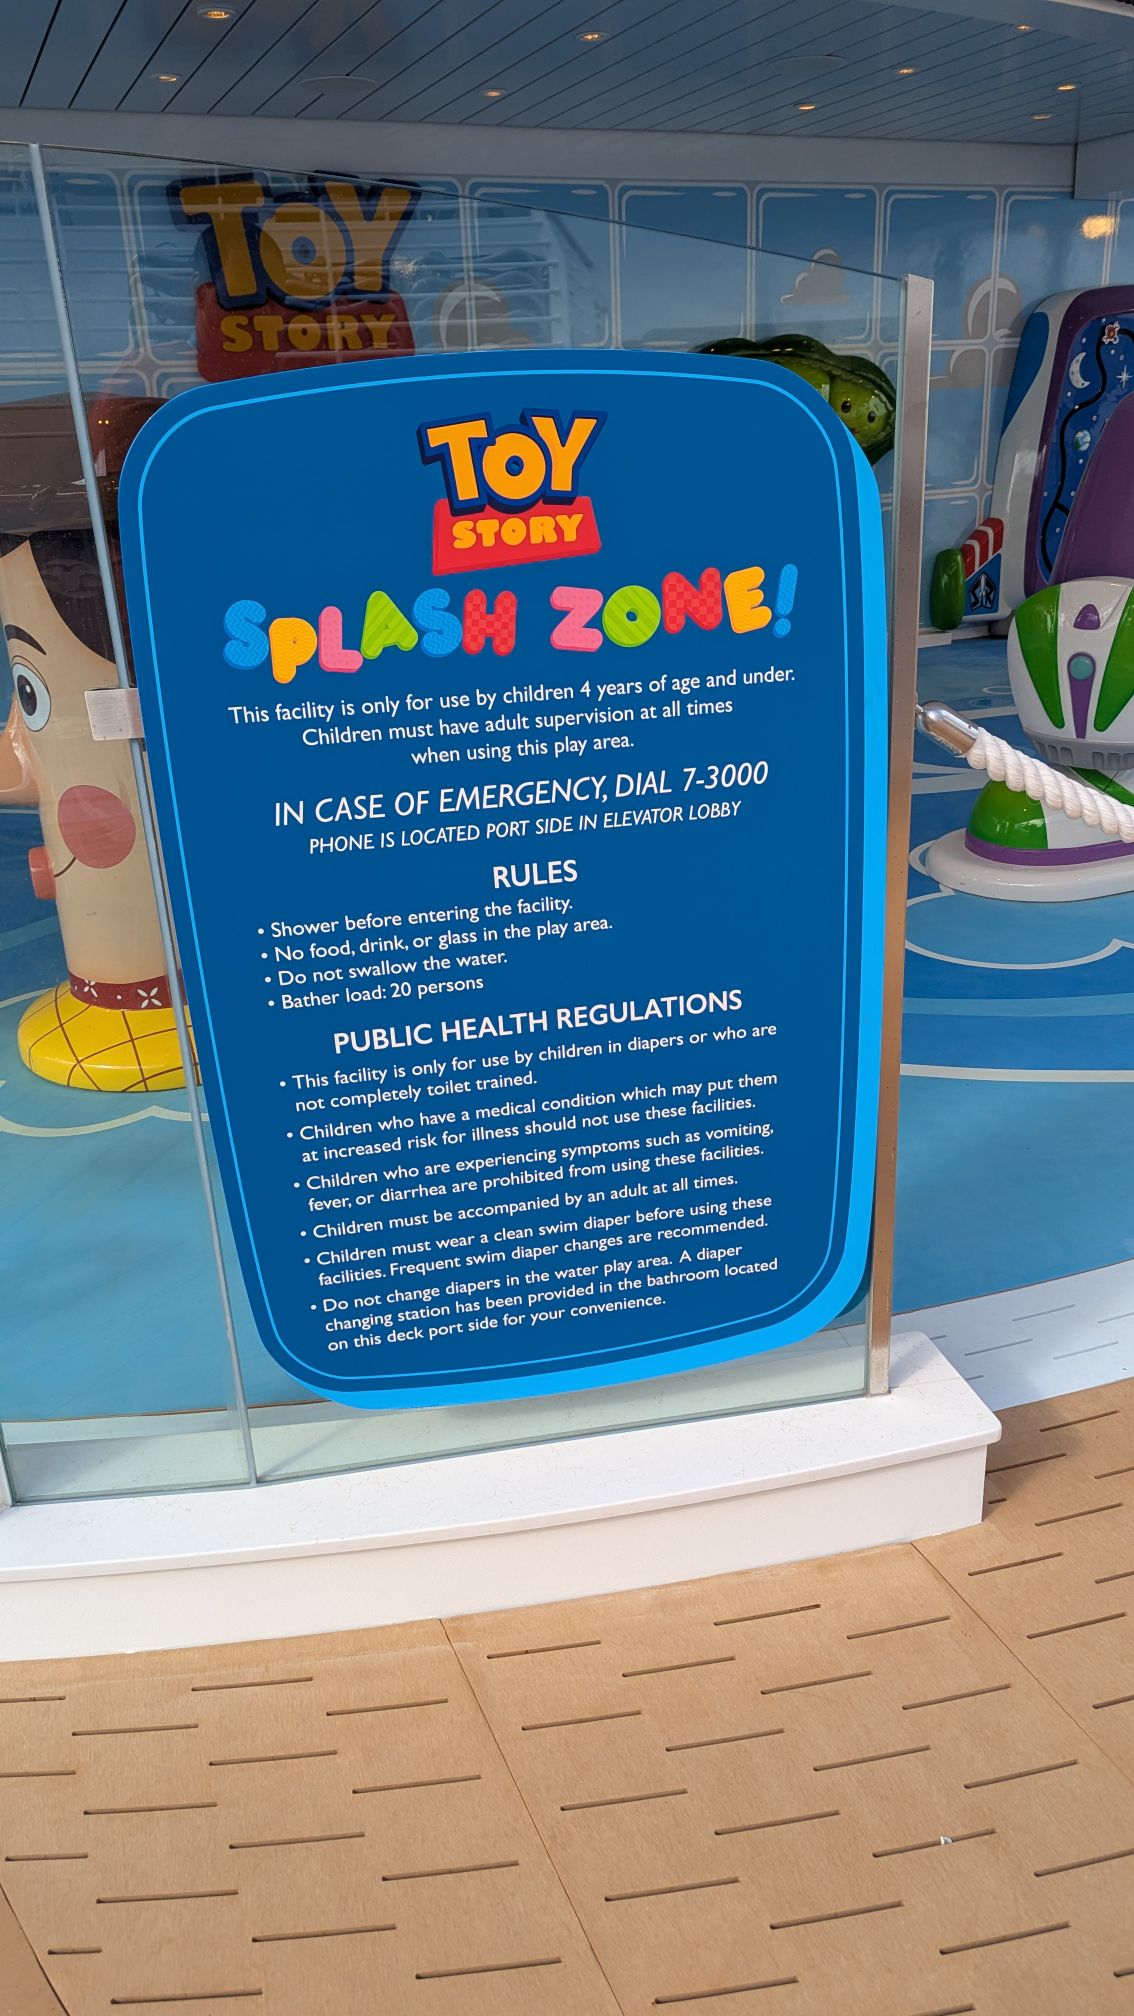 TOY
STORY
TOY
STORY
SPLASH ZONE!
This facility is only for use by children 4 years of age and under.
Children must have adult supervision at all times
when using this play area.
IN CASE OF EMERGENCY, DIAL 7-3000
PHONE IS LOCATED PORT SIDE IN ELEVATOR LOBBY
RULES
• Shower before entering the facility.
• No food, drink, or glass in the play area.
• Do not swallow the water.
• Bather load: 20 persons
PUBLIC HEALTH REGULATIONS
• This facility is only for use by children in diapers or who are
not completely toilet trained.
• Children who have a medical condition which may put them
at increased risk for illness should not use these facilities.
• Children who are experiencing symptoms such as vomiting,
fever, or diarrhea are prohibited from using these facilities.
• Children must be accompanied by an adult at all times.
• Children must wear a clean swim diaper before using these
facilities. Frequent swim diaper changes are recommended.
• Do not change diapers in the water play area. A diaper
changing station has been provided in the bathroom located
on this deck port side for your convenience.